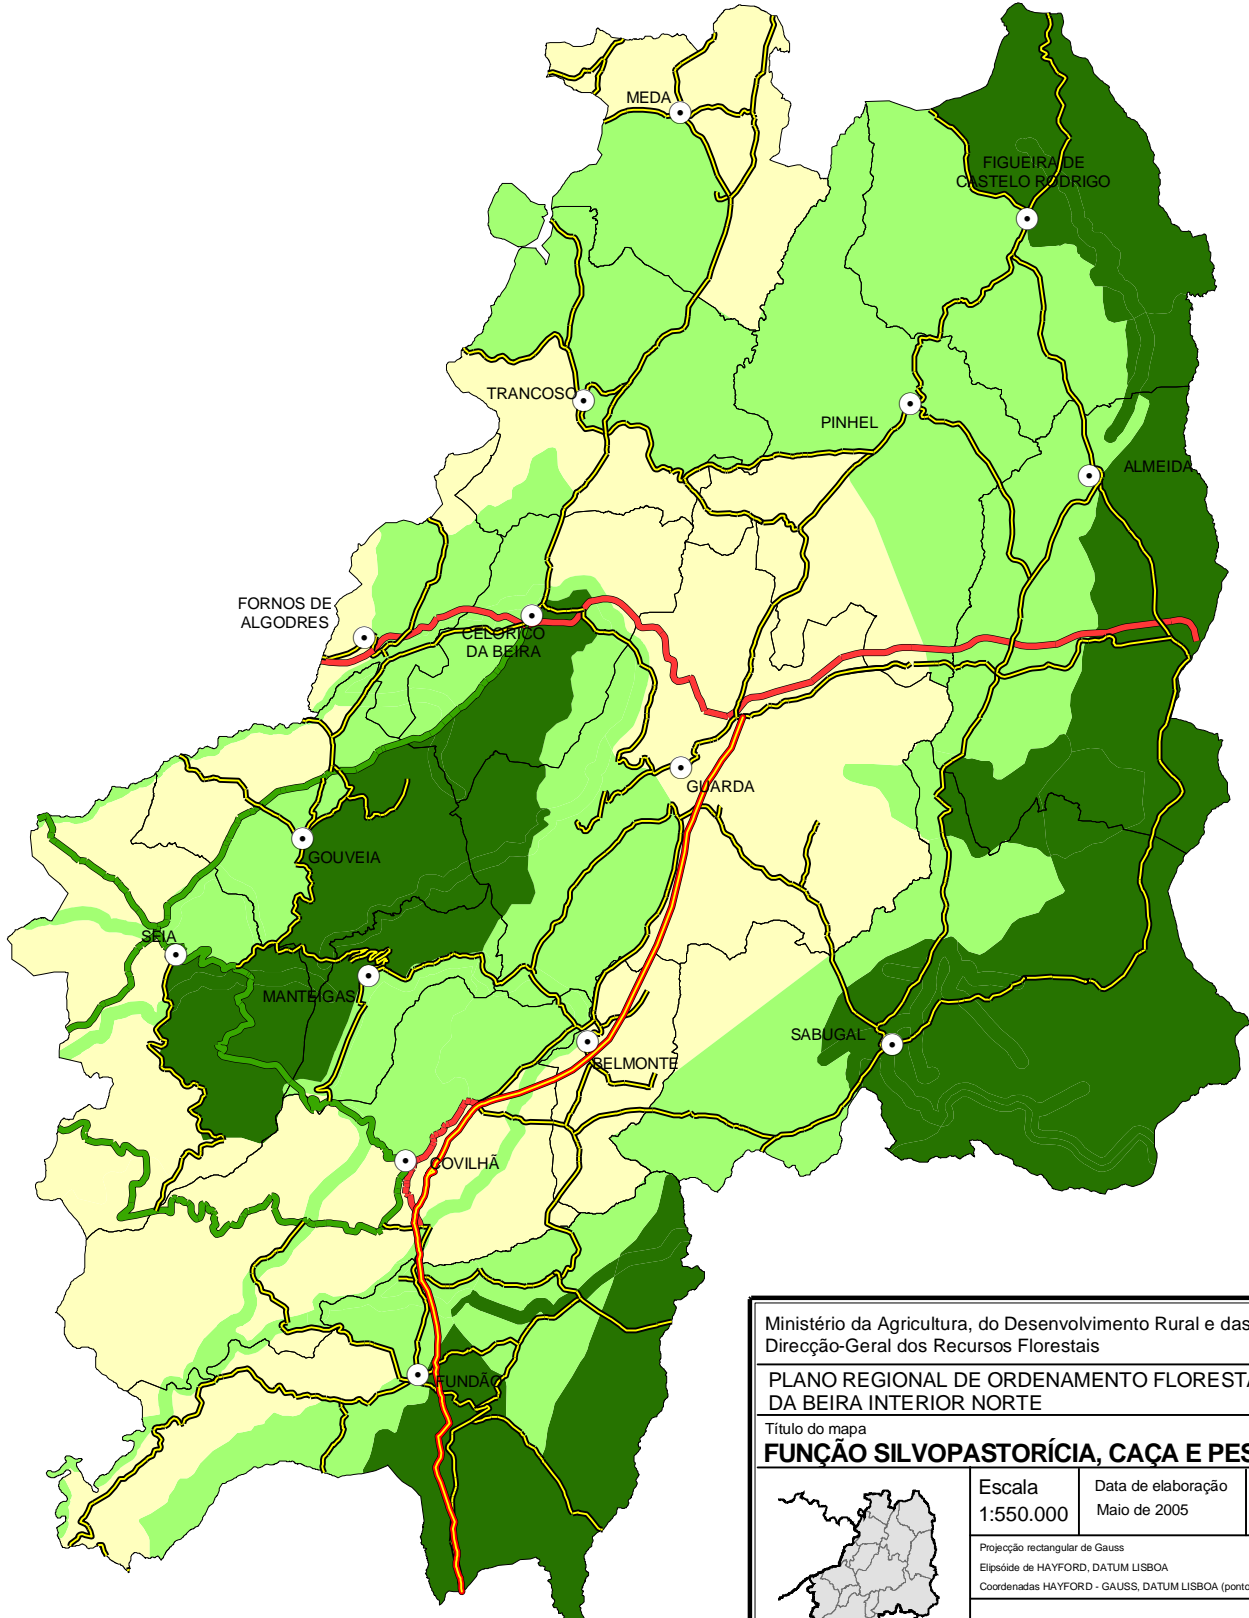 MEDA
FIGUEIRA DE
CASTELO RODRIGO
TRANCOSO
PINHEL
ALMEIDA
FORNOS DE
ALGODRES
CELORICO
DA BEIRA
GUARDA
GOUVEIA
SEIA
MANTEIGAS
SABUGAL
BELMONTE
COVILHÃ
FUNDÃO
Ministério da Agricultura, do Desenvolvimento Rural e das
Direcção-Geral dos Recursos Florestais
PLANO REGIONAL DE ORDENAMENTO FLORESTA
DA BEIRA INTERIOR NORTE
Título do mapa
FUNÇÃO SILVOPASTORÍCIA, CAÇA E PES
Escala
1:550.000
Data de elaboração
Maio de 2005
Projecção rectangular de Gauss
Elipsóide de HAYFORD, DATUM LISBOA
Coordenadas HAYFORD - GAUSS, DATUM LISBOA (ponto